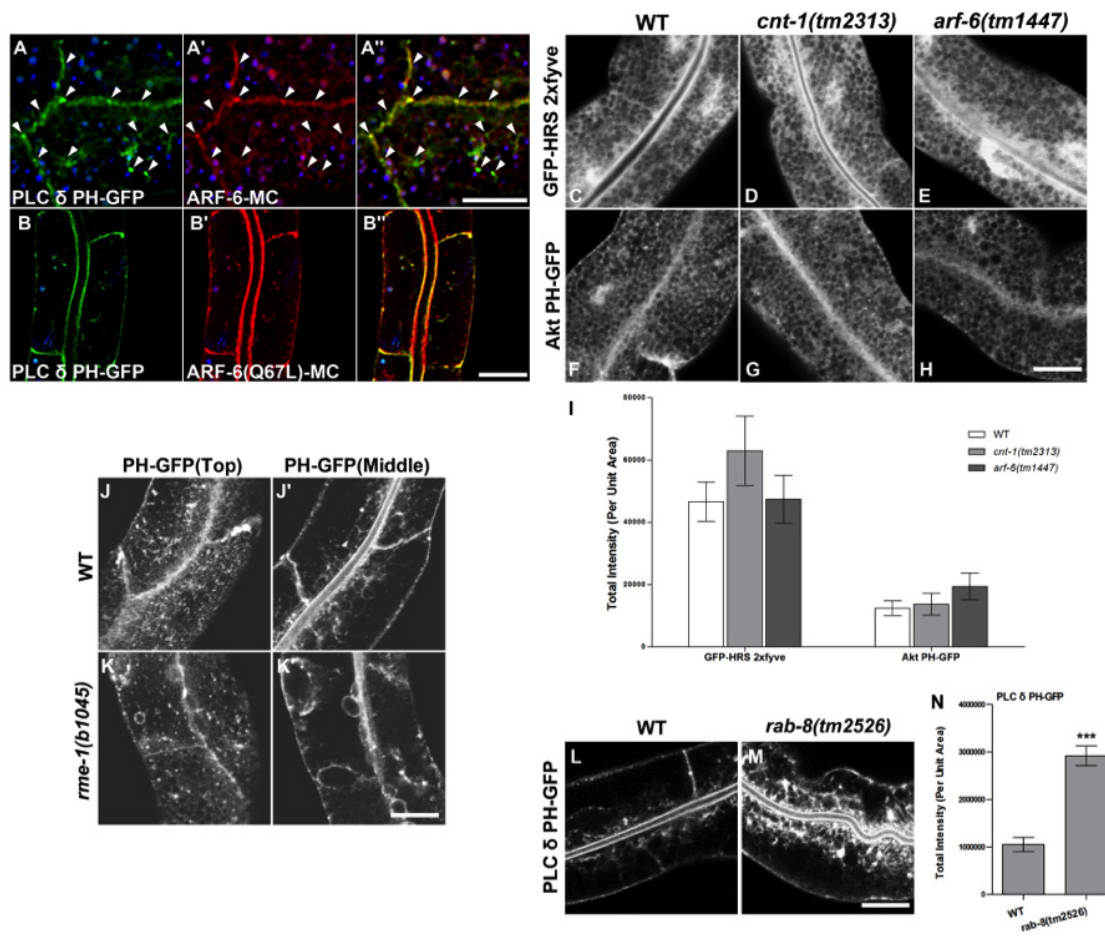 WT cnt-1(tm2313) arf-6(tm1447)
GFP-HRS 2xfyve
Akt PH-GFP
A A' A"
PLC δ PH-GFP ARF-6-MC
B B' B"
PLC δ PH-GFP ARF-6(Q67L)-MC
C D E
F G H
I
Total Intensity (Per Unit Area)
80000
60000
40000
20000
0
GFP-HRS 2xfyve Akt PH-GFP
WT
cnt-1(tm2313)
arf-6(tm1447)
PH-GFP(Top) PH-GFP(Middle)
WT
J J'
rme-1(b1045)
K K'
WT rab-8(tm2526)
PLC δ PH-GFP
L M
N
PLC δ PH-GFP
Total Intensity (Per Unit Area)
4000000
3000000
2000000
1000000
0
***
WT rab-8(tm2526)